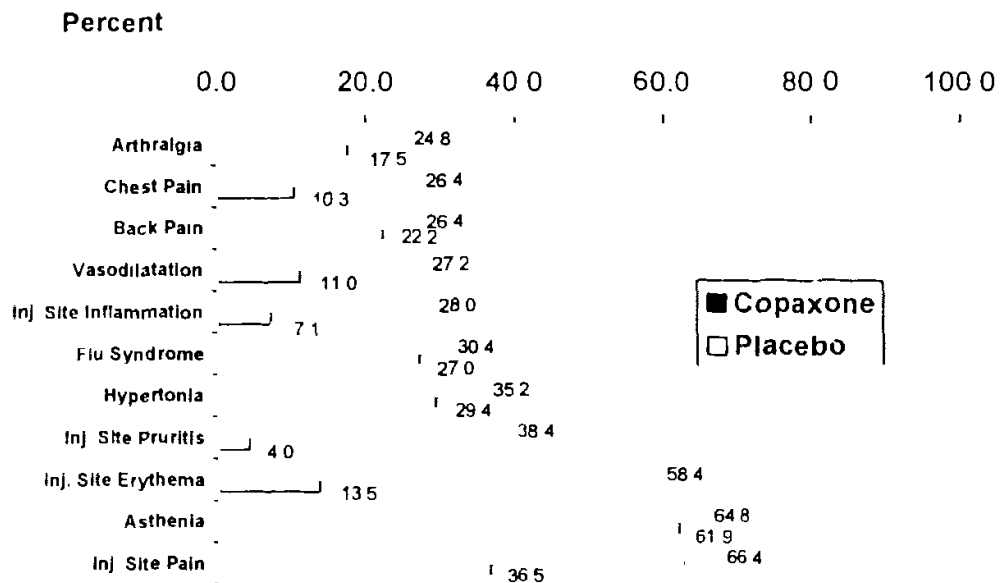 Percent
0.0 20.0 40 0 60.0 80 0 100 0
Arthralgia 24 8
17 5
Chest Pain 26 4
10 3
Back Pain 26 4
22 2
Vasodilatation 27 2
11 0
Inj Site Inflammation 28 0
7 1
Flu Syndrome 30 4
27 0
Hypertonia 35 2
29 4
Inj Site Pruritis 38 4
4 0
Inj. Site Erythema 58 4
13 5
Asthenia 64 8
61 9
Inj Site Pain 66 4
36 5
Copaxone
Placebo